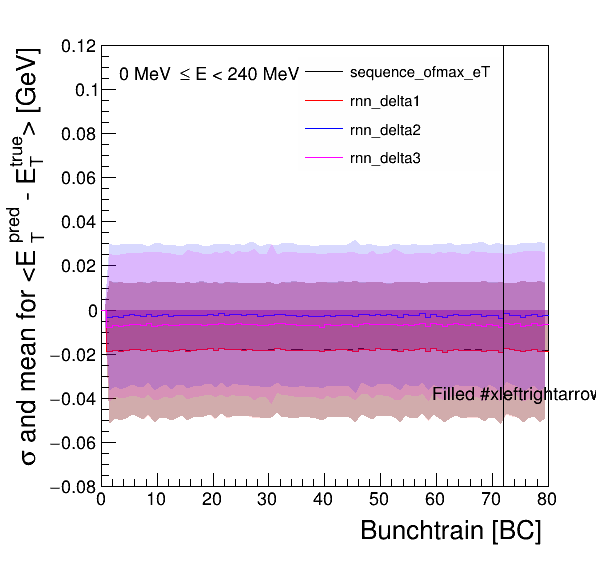 σ and mean for <E_T^pred - E_T^true> [GeV]
0.12
0.1
0.08
0.06
0.04
0.02
0
−0.02
−0.04
−0.06
−0.08
0 MeV ≤ E < 240 MeV
sequence_ofmax_eT
rnn_delta1
rnn_delta2
rnn_delta3
Filled #xleftrightarrow
0 10 20 30 40 50 60 70 80
Bunchtrain [BC]